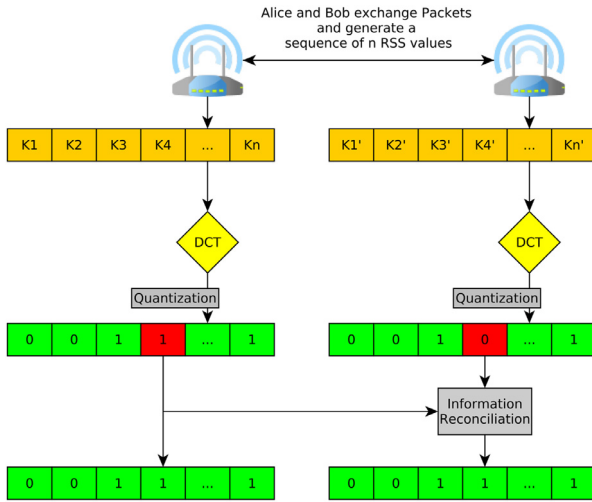 Alice and Bob exchange Packets
and generate a
sequence of n RSS values
K1 K2 K3 K4 ... Kn
K1' K2' K3' K4' ... Kn'
DCT
DCT
Quantization
Quantization
0 0 1 1 ... 1
0 0 1 0 ... 1
Information
Reconciliation
0 0 1 1 ... 1
0 0 1 1 ... 1